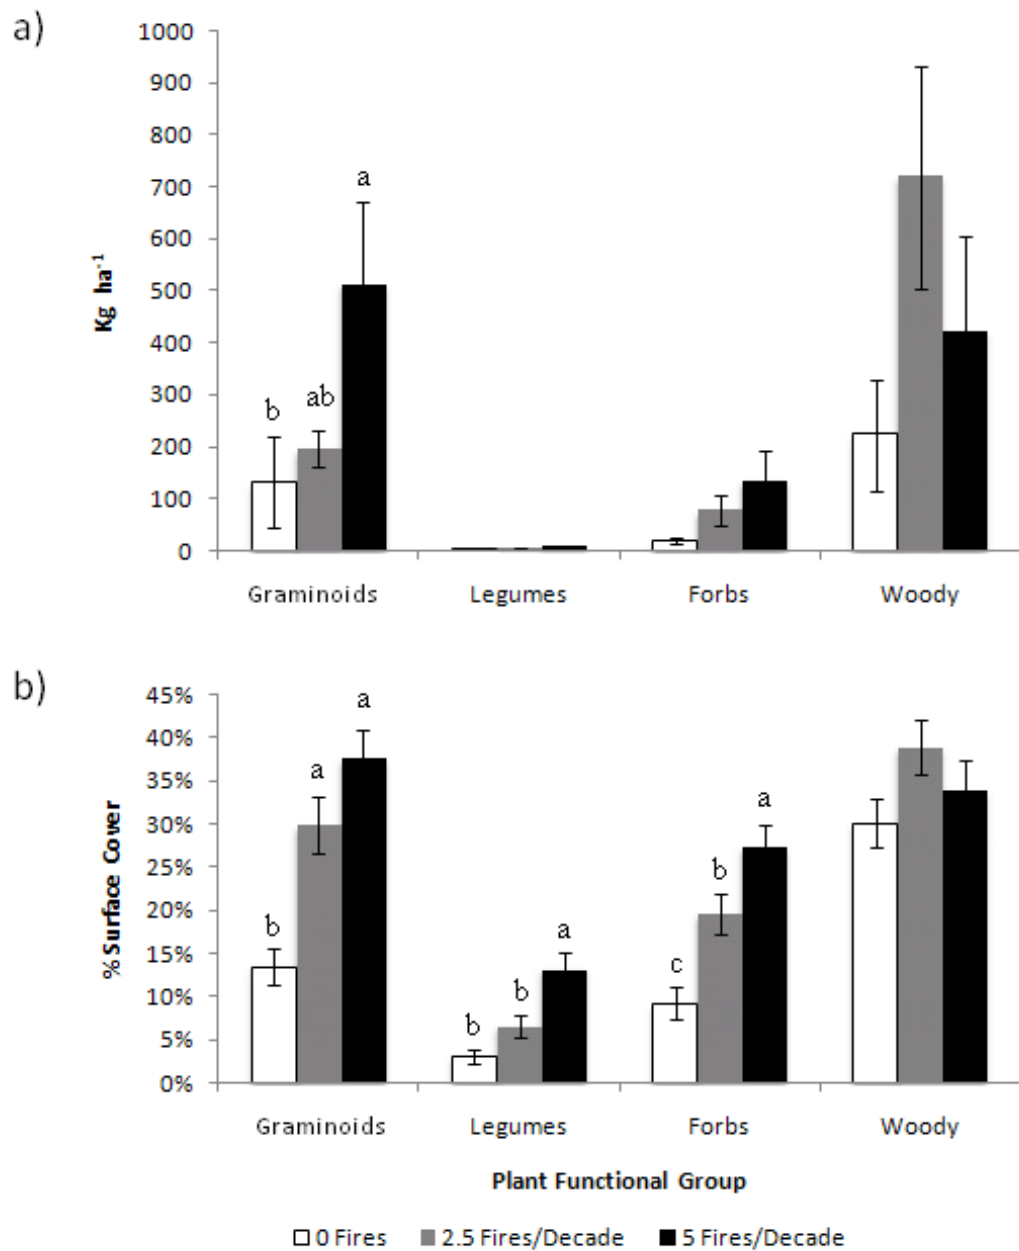 a)
1000
900
800
700
600
500
400
300
200
100
0
Kg ha-1
b
ab
a
Graminoids Legumes Forbs Woody
b)
45%
40%
35%
30%
25%
20%
15%
10%
5%
0%
% Surface Cover
b
a
a
b
b
a
c
b
a
Graminoids Legumes Forbs Woody
Plant Functional Group
0 Fires 2.5 Fires/Decade 5 Fires/Decade